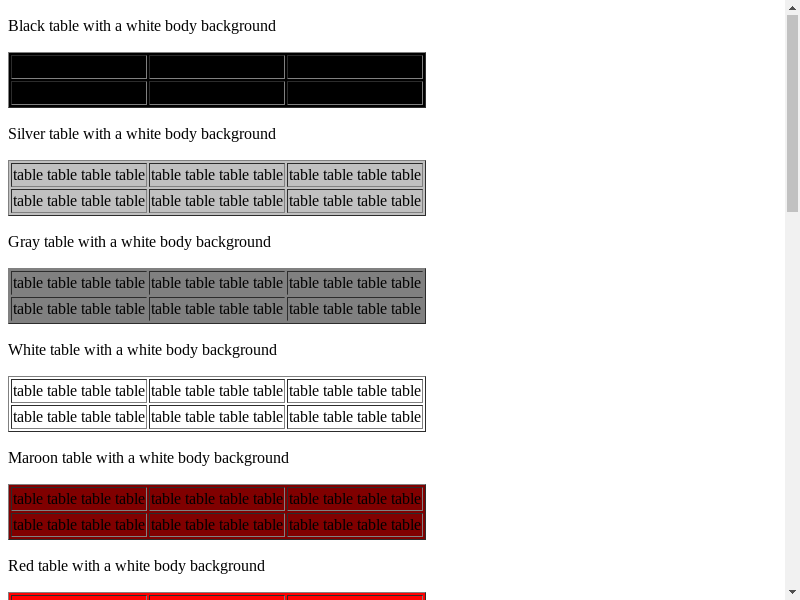 Black table with a white body background
Silver table with a white body background
table table table table table table table table table table table table
table table table table table table table table table table table table
Gray table with a white body background
table table table table table table table table table table table table
table table table table table table table table table table table table
White table with a white body background
table table table table table table table table table table table table
table table table table table table table table table table table table
Maroon table with a white body background
table table table table table table table table table table table table
table table table table table table table table table table table table
Red table with a white body background